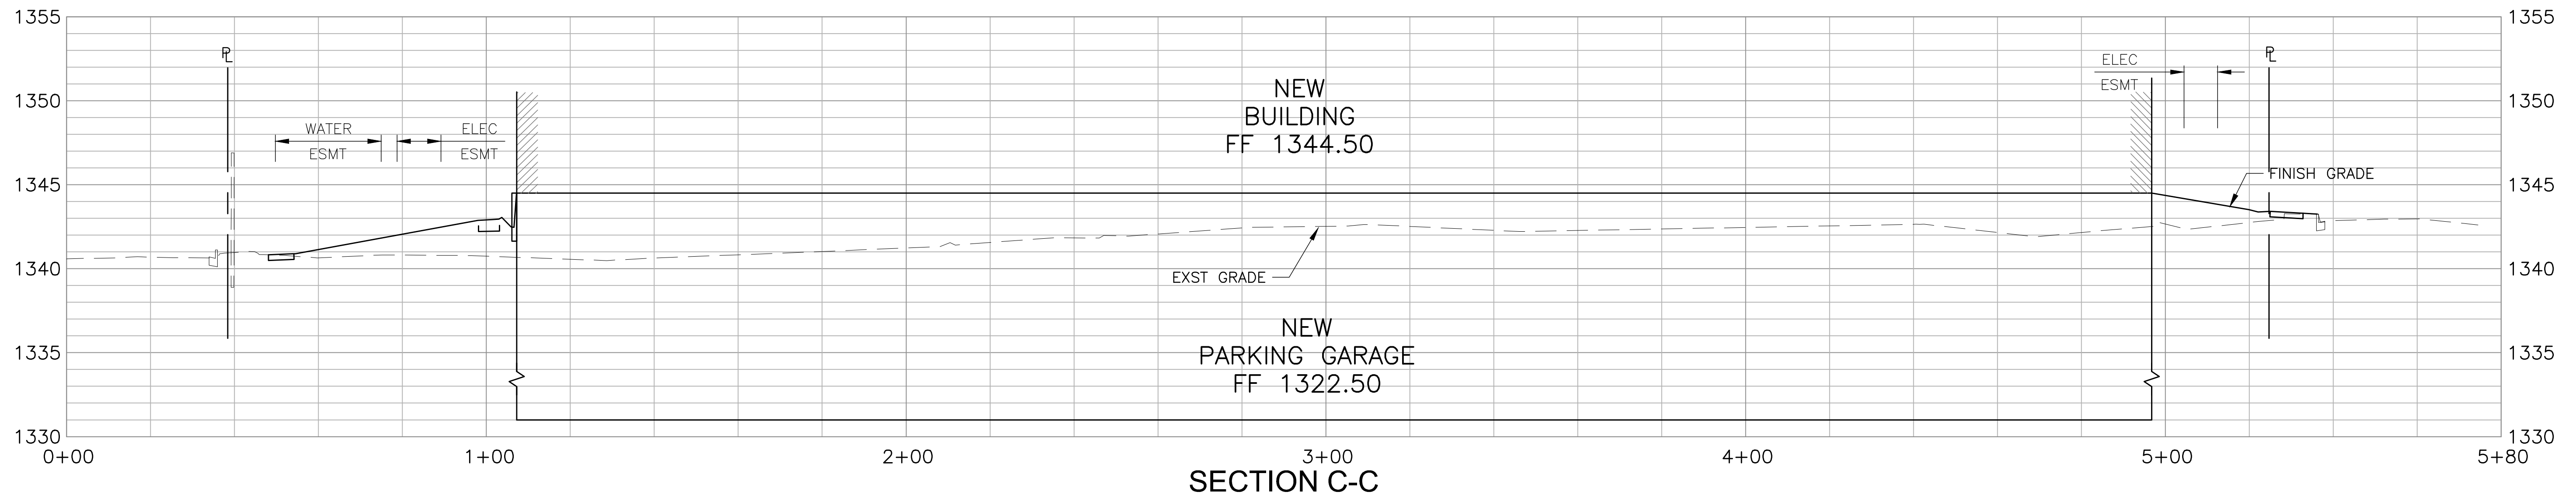 1355
1350
1345
1340
1335
1330
PL
WATER
ESMT
ELEC
ESMT
NEW
BUILDING
FF 1344.50
EXST GRADE
NEW
PARKING GARAGE
FF 1322.50
ELEC
ESMT
PL
FINISH GRADE
1355
1350
1345
1340
1335
1330
0+00
1+00
2+00
3+00
4+00
5+00
5+80
SECTION C-C